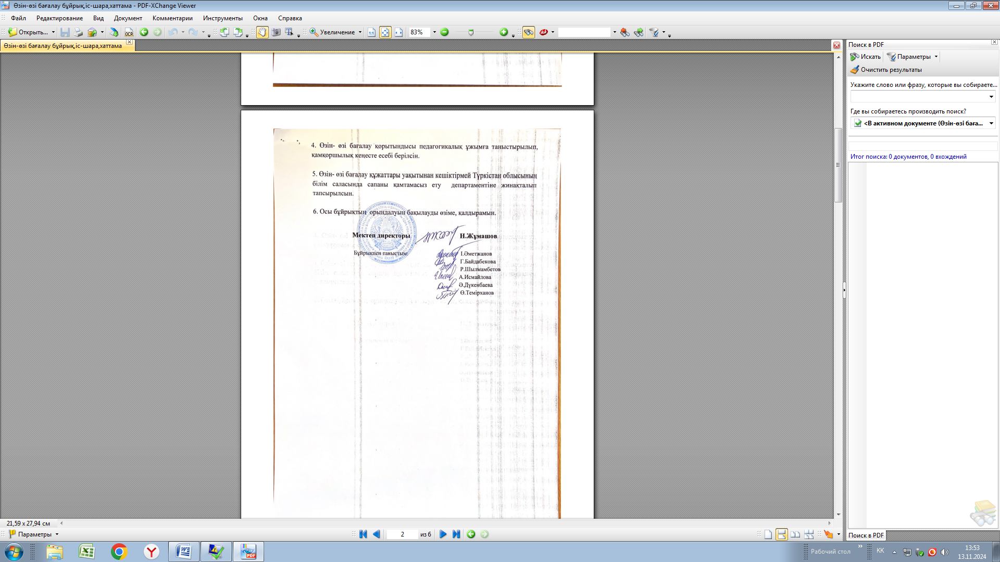 Өзін-өзі бағалау бұйрық,іс-шара,хаттама - PDF-XChange Viewer
Файл Редактирование Вид Документ Комментарии Инструменты Окна Справка
Открыть... OCR Увеличение 83% Ask
Өзін-өзі бағалау бұйрық,іс-шара,хаттама
4. Өзін- өзі бағалау қорытындысы педагогикалық ұжымға таныстырылып,
қамқоршылық кеңесте есебі берілсін.
5. Өзін- өзі бағалау құжаттары уақытынан кешіктірмей Түркістан облысының
білім саласында сапаны қамтамасыз ету департаментіне жинақталып
тапсырылсын.
6. Осы бұйрықтың орындалуын бақылауды өзіме, қалдырамын.
Мектеп директоры Н.Жұмашов
Бұйрықпен таныстым: І.Әметжанов
Г.Байдабекова
Р.Шылмамбетов
А.Исмайлова
Ә.Дүкенбаева
Ө.Темірханов
Поиск в PDF
Искать Параметры
Очистить результаты
Укажите слово или фразу, которые вы собираете...
Где вы собираетесь производить поиск?
<В активном документе (Өзін-өзі баға...
Итог поиска: 0 документов, 0 вхождений
21,59 x 27,94 см
Параметры
2 из 6
Поиск в PDF
Рабочий стол
KK
13:53
13.11.2024